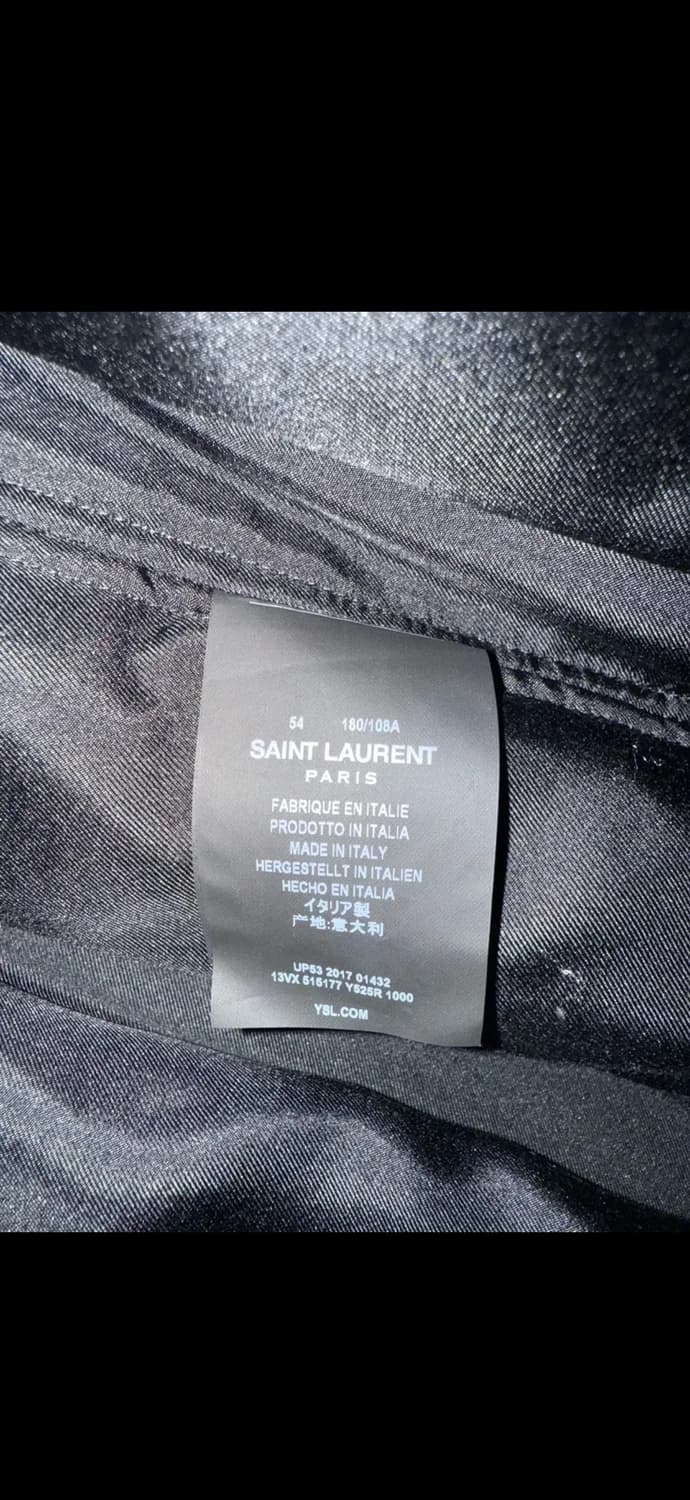 54 180/108A
SAINT LAURENT
PARIS
FABRIQUE EN ITALIE
PRODOTTO IN ITALIA
MADE IN ITALY
HERGESTELLT IN ITALIEN
HECHO EN ITALIA
イタリア製
产地:意大利
UP53 2017 01432
13VX 515177 Y525R 1000
YSL.COM